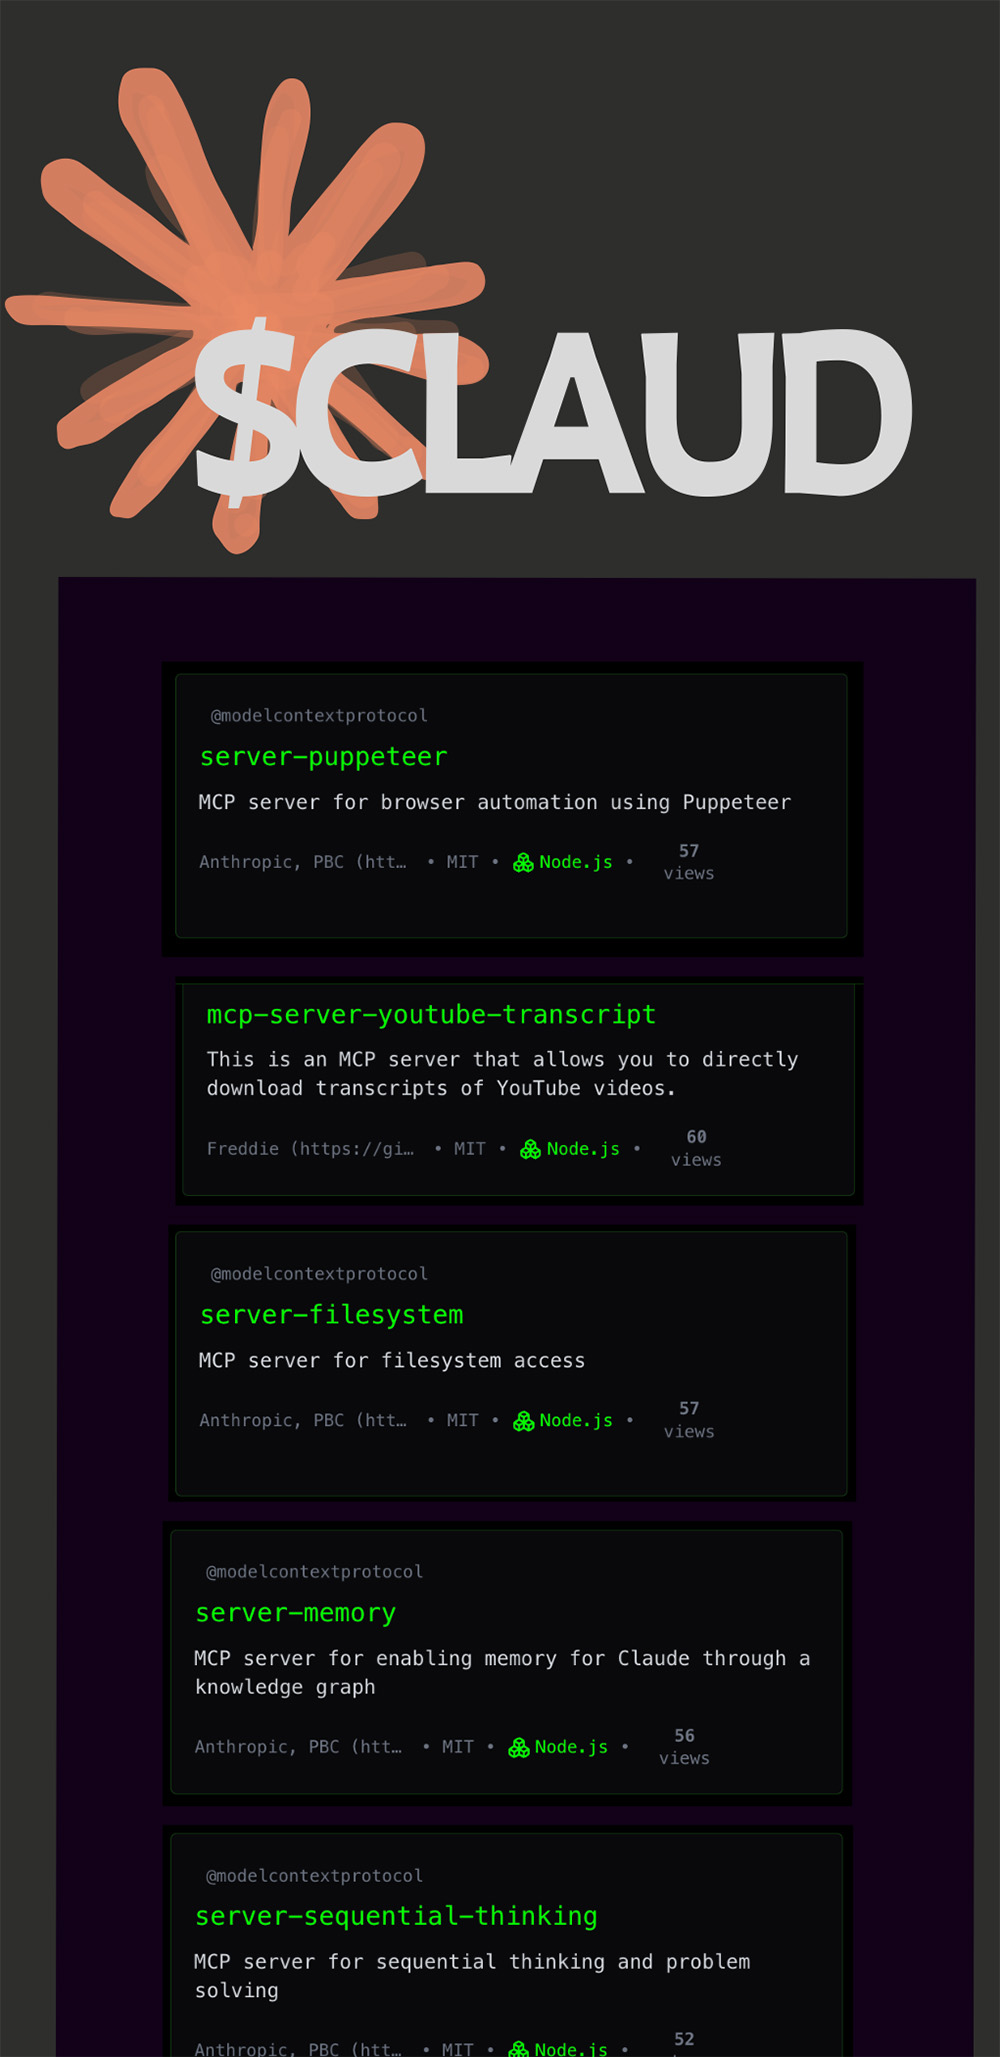 $CLAUD
@modelcontextprotocol
server-puppeteer
MCP server for browser automation using Puppeteer
Anthropic, PBC (htt… • MIT • Node.js • 57 views
mcp-server-youtube-transcript
This is an MCP server that allows you to directly
download transcripts of YouTube videos.
Freddie (https://gi… • MIT • Node.js • 60 views
@modelcontextprotocol
server-filesystem
MCP server for filesystem access
Anthropic, PBC (htt… • MIT • Node.js • 57 views
@modelcontextprotocol
server-memory
MCP server for enabling memory for Claude through a
knowledge graph
Anthropic, PBC (htt… • MIT • Node.js • 56 views
@modelcontextprotocol
server-sequential-thinking
MCP server for sequential thinking and problem
solving
Anthropic, PBC (htt… • MIT • Node.js • 52